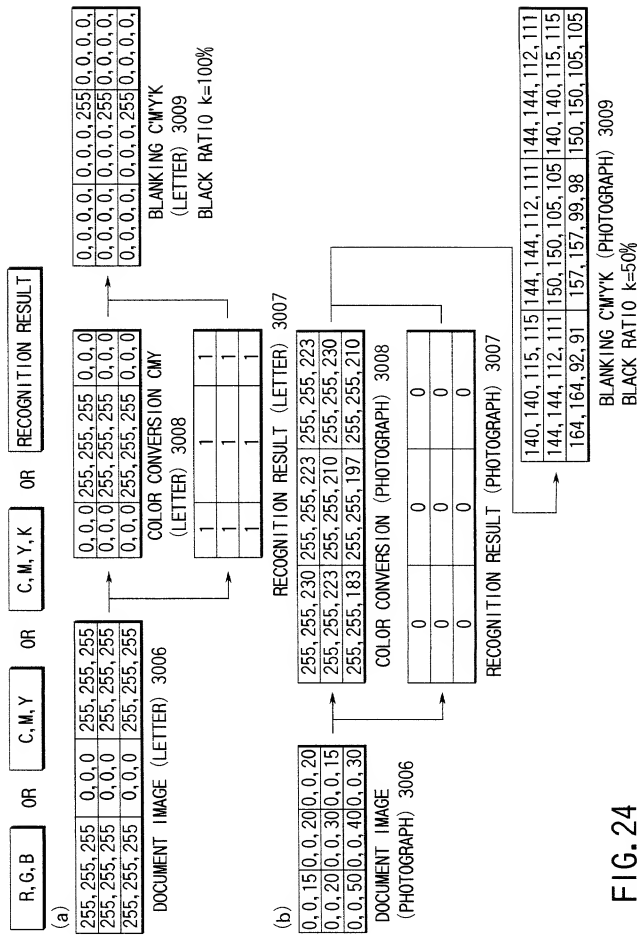 R,G,B OR C,M,Y OR C,M,Y,K OR RECOGNITION RESULT
(a)
255,255,255 0,0,0 255,255,255
255,255,255 0,0,0 255,255,255
255,255,255 0,0,0 255,255,255
DOCUMENT IMAGE (LETTER) 3006
0,0,0 255,255,255 0,0,0
0,0,0 255,255,255 0,0,0
0,0,0 255,255,255 0,0,0
COLOR CONVERSION CMY
(LETTER) 3008
1 1 1
1 1 1
1 1 1
RECOGNITION RESULT (LETTER) 3007
0,0,0,0, 0,0,0,255 0,0,0,0,
0,0,0,0, 0,0,0,255 0,0,0,0,
0,0,0,0, 0,0,0,255 0,0,0,0,
BLANKING C'M'Y'K
(LETTER) 3009
BLACK RATIO k=100%
(b)
0,0,15 0,0,20 0,0,20
0,0,20 0,0,30 0,0,15
0,0,50 0,0,40 0,0,30
DOCUMENT IMAGE
(PHOTOGRAPH) 3006
255,255,230 255,255,223 255,255,223
255,255,223 255,255,210 255,255,230
255,255,183 255,255,197 255,255,210
COLOR CONVERSION (PHOTOGRAPH) 3008
0 0 0
0 0 0
0 0 0
RECOGNITION RESULT (PHOTOGRAPH) 3007
140,140,115,115 144,144,112,111 144,144,112,111
144,144,112,111 150,150,105,105 140,140,115,115
164,164,92,91 157,157,99,98 150,150,105,105
BLANKING C'M'Y'K (PHOTOGRAPH) 3009
BLACK RATIO k=50%
FIG.24